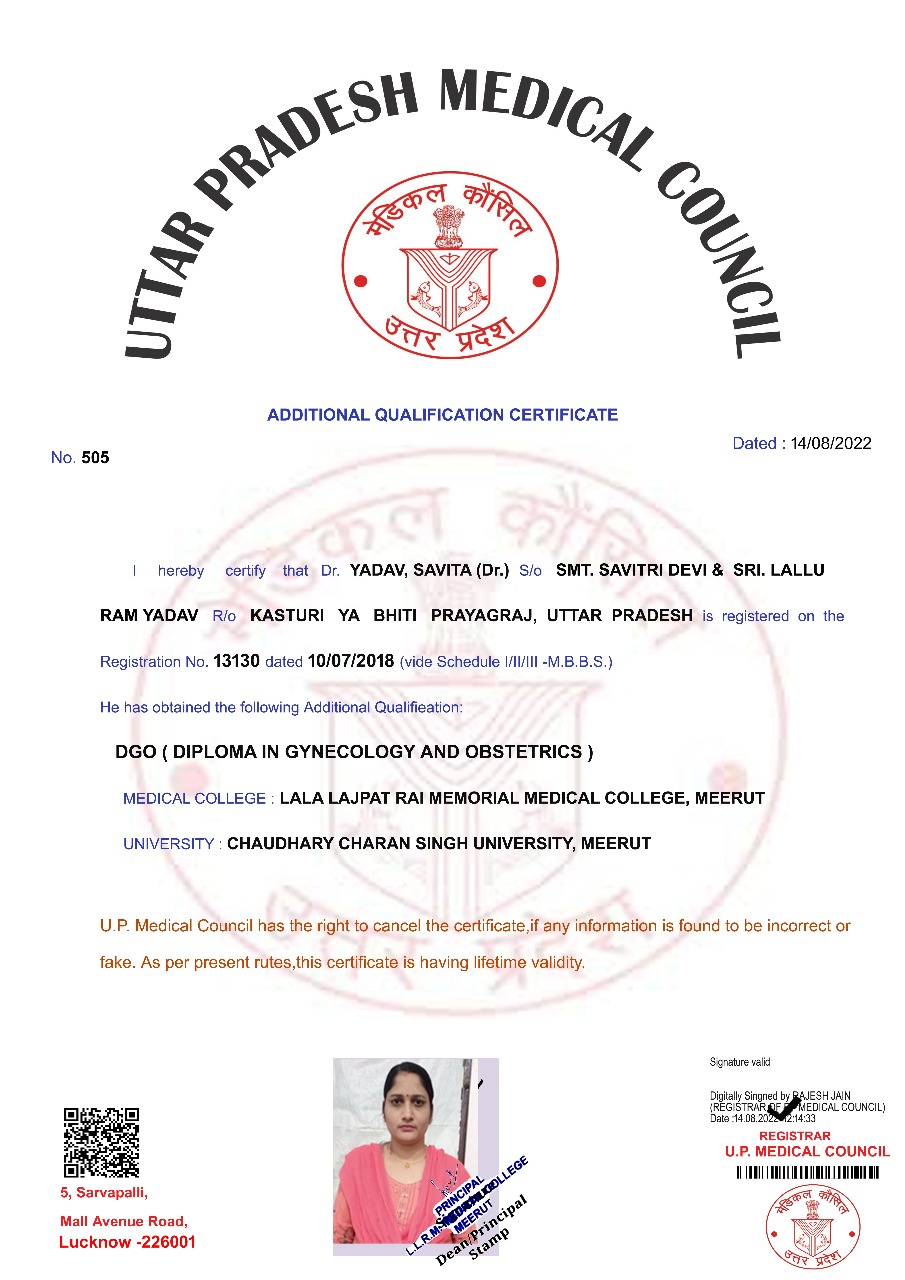 UTTAR PRADESH MEDICAL COUNCIL
मेडिकल कौंसिल
उत्तर प्रदेश
ADDITIONAL QUALIFICATION CERTIFICATE
Dated : 14/08/2022
No. 505
I hereby certify that Dr. YADAV, SAVITA (Dr.) S/o SMT. SAVITRI DEVI & SRI. LALLU
RAM YADAV R/o KASTURI YA BHITI PRAYAGRAJ, UTTAR PRADESH is registered on the
Registration No. 13130 dated 10/07/2018 (vide Schedule I/II/III -M.B.B.S.)
He has obtained the following Additional Qualifieation:
DGO ( DIPLOMA IN GYNECOLOGY AND OBSTETRICS )
MEDICAL COLLEGE : LALA LAJPAT RAI MEMORIAL MEDICAL COLLEGE, MEERUT
UNIVERSITY : CHAUDHARY CHARAN SINGH UNIVERSITY, MEERUT
U.P. Medical Council has the right to cancel the certificate,if any information is found to be incorrect or
fake. As per present rutes,this certificate is having lifetime validity.
मेडिकल कौंसिल
उत्तर प्रदेश
Signature valid
Digitally Singned by RAJESH JAIN
(REGISTRAR OF MEDICAL COUNCIL)
Date :14.08.2022 12:14:33
REGISTRAR
U.P. MEDICAL COUNCIL
5, Sarvapalli,
Mall Avenue Road,
Lucknow -226001
PRINCIPAL
L.L.R.M. COLLEGE
MEERUT
Dean/Principal
Stamp
मेडिकल कौंसिल
उत्तर प्रदेश